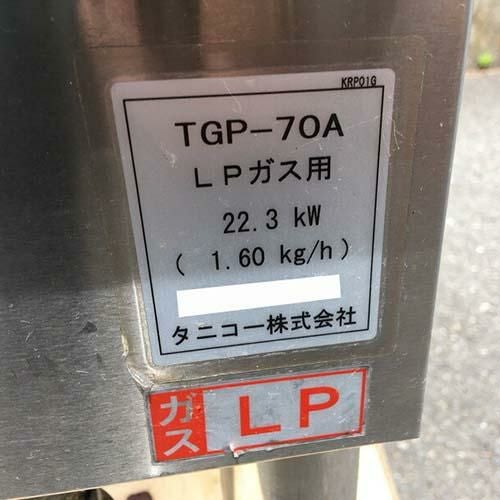 KRP01G
TGP-70A
LPガス用
22.3 kW
( 1.60 kg/h )
タニコー株式会社
ガス LP